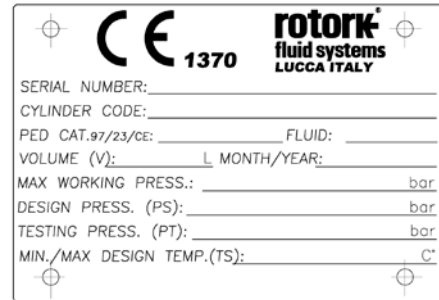 CE 1370 rotork
fluid systems
LUCCA ITALY
SERIAL NUMBER:
CYLINDER CODE:
PED CAT.97/23/CE: FLUID:
VOLUME (V): L MONTH/YEAR:
MAX WORKING PRESS.: bar
DESIGN PRESS. (PS): bar
TESTING PRESS. (PT): bar
MIN./MAX DESIGN TEMP.(TS): C°